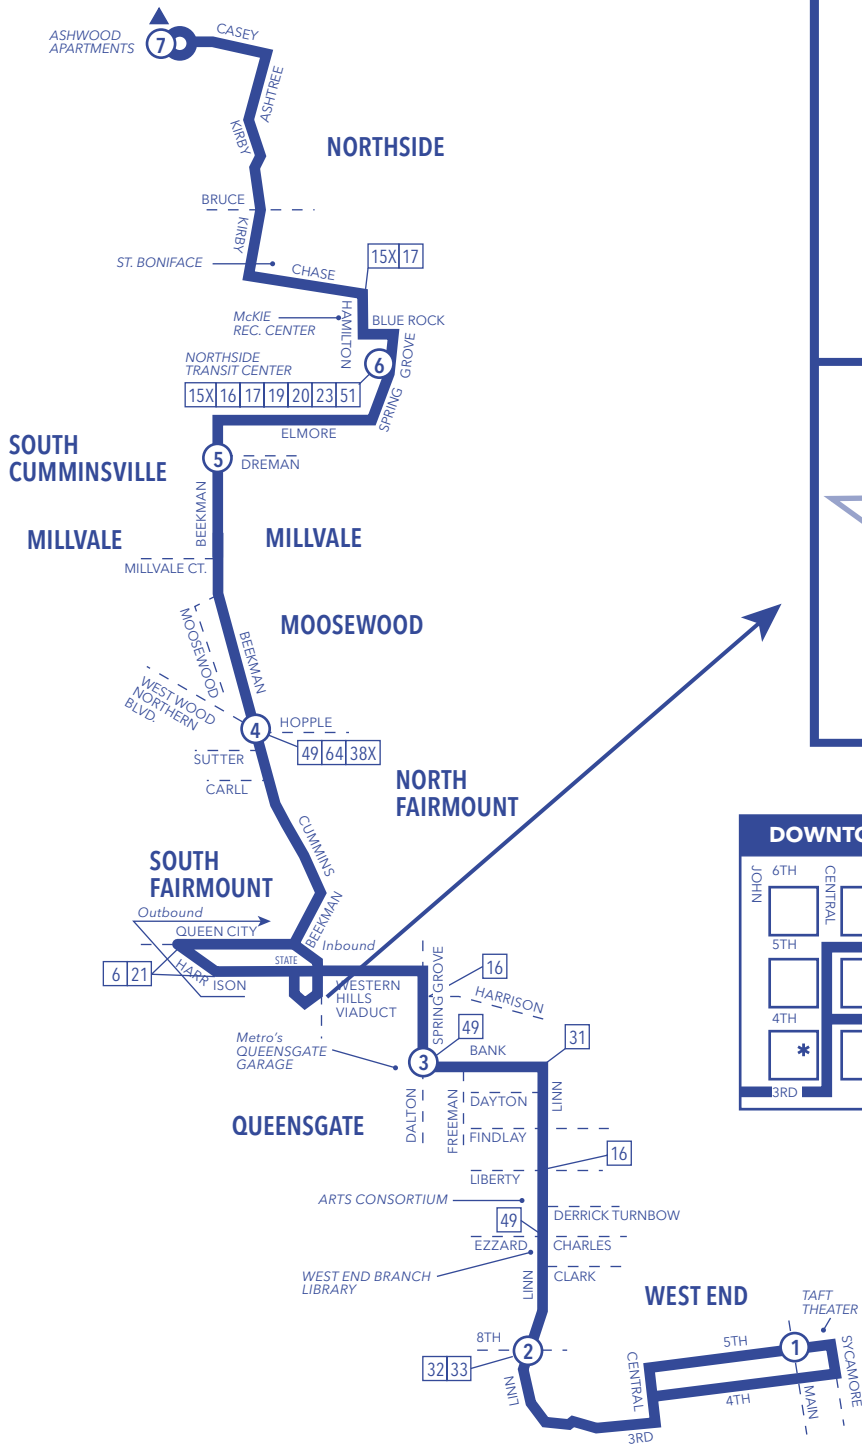 ASHWOOD
APARTMENTS
7
CASEY
ASHTREE
KIRBY
NORTHSIDE
BRUCE
KIRBY
ST. BONIFACE
CHASE
15X 17
McKIE
REC. CENTER
HAMILTON
BLUE ROCK
NORTHSIDE
TRANSIT CENTER
6
15X 16 17 19 20 23 51
SPRING GROVE
ELMORE
SOUTH
CUMMINSVILLE
5
DREMAN
BEEKMAN
MILLVALE
MILLVALE
MILLVALE CT.
MOOSEWOOD
MOOSEWOOD
BEEKMAN
WEST WOOD
NORTHERN
BLVD.
4
HOPPLE
SUTTER
49 64 38X
CARLL
NORTH
FAIRMOUNT
CUMMINS
SOUTH
FAIRMOUNT
BEEKMAN
Outbound
QUEEN CITY
Inbound
STATE
6 21
HARR ISON
WESTERN
HILLS
VIADUCT
SPRING GROVE
16
HARRISON
Metro's
QUEENSGATE
GARAGE
49
3
BANK
31
DALTON
FREEMAN
DAYTON
LINN
QUEENSGATE
FINDLAY
16
LIBERTY
ARTS CONSORTIUM
49
DERRICK TURNBOW
EZZARD CHARLES
WEST END BRANCH
LIBRARY
LINN
CLARK
WEST END
TAFT
THEATER
8TH
2
32 33
LINN
CENTRAL
5TH
1
SYCAMORE
4TH
MAIN
3RD
DOWNTO
JOHN
6TH
CENTRAL
5TH
4TH
*
3RD